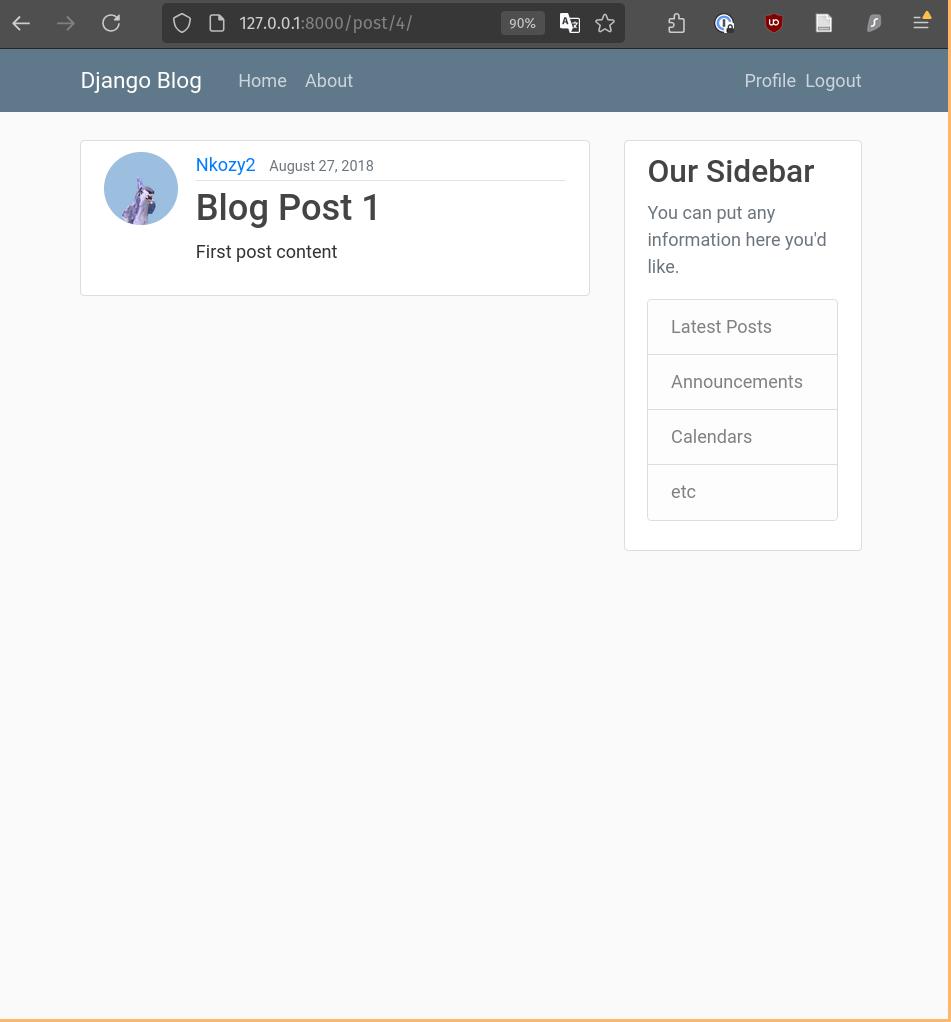 127.0.0.1:8000/post/4/
90%
Django Blog Home About Profile Logout
Nkozy2 August 27, 2018
Blog Post 1
First post content
Our Sidebar
You can put any
information here you'd
like.
Latest Posts
Announcements
Calendars
etc